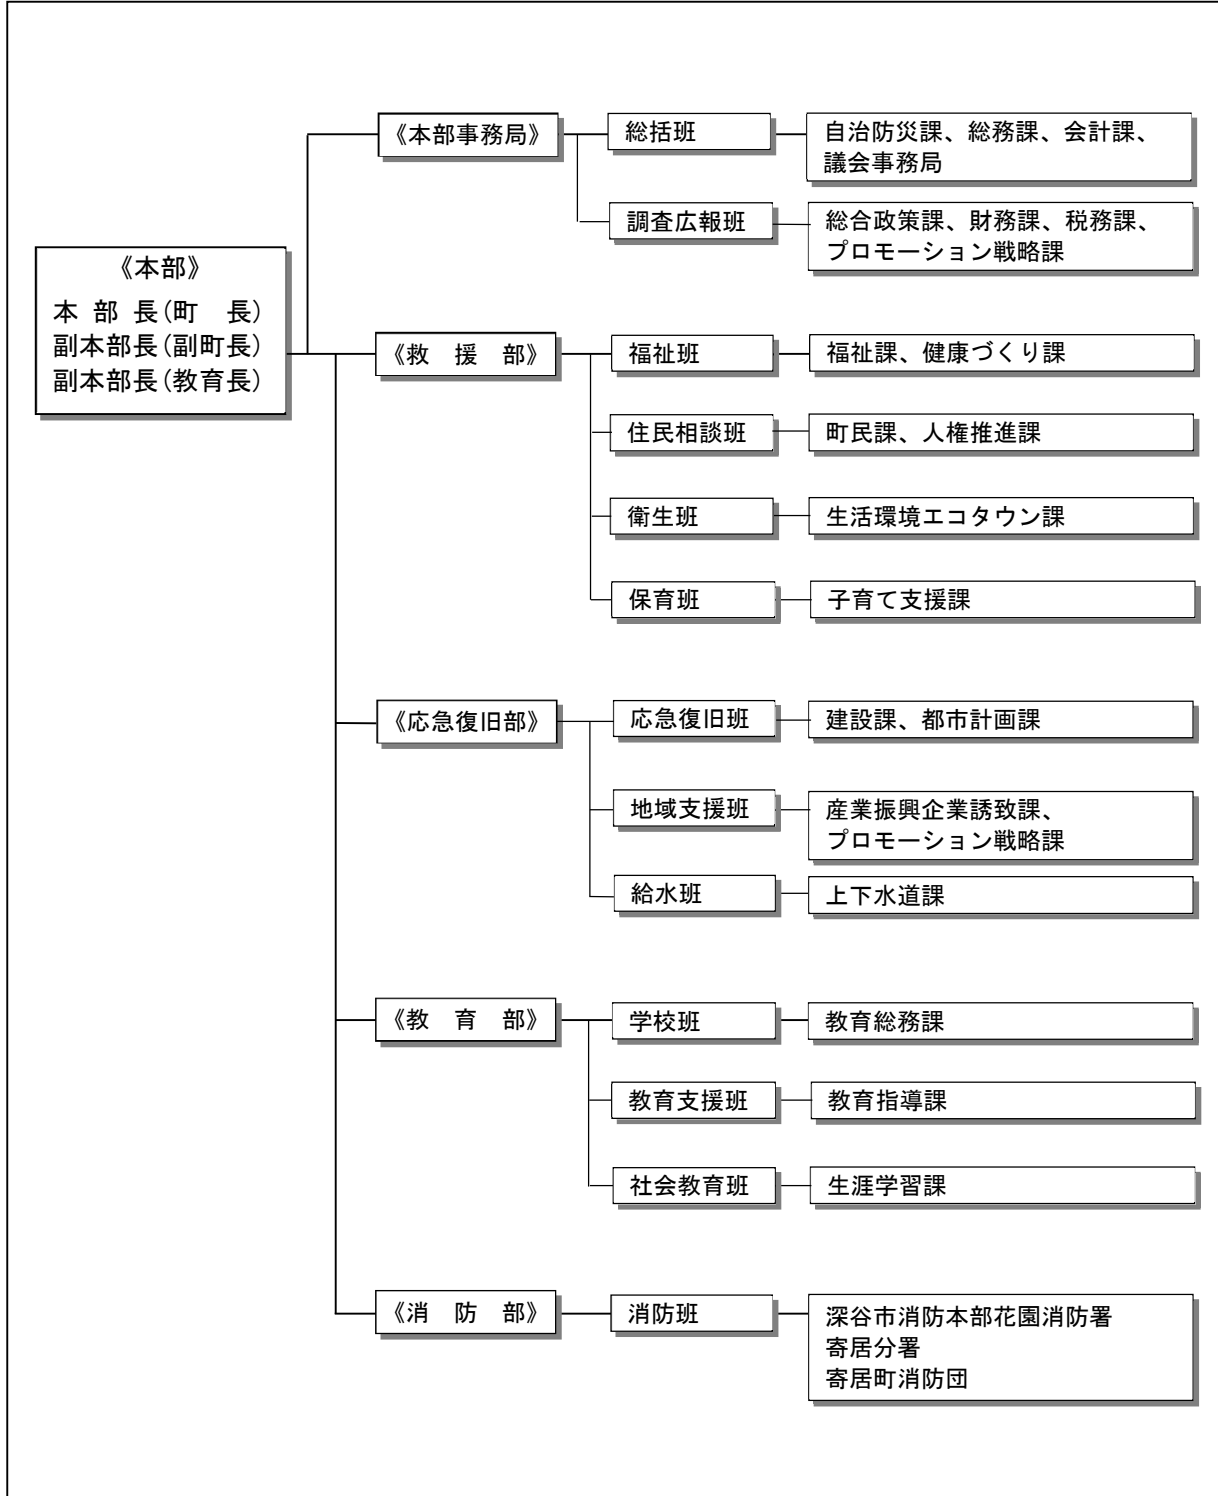 《本部》
本 部 長(町　長)
副本部長(副町長)
副本部長(教育長)
《本部事務局》
総括班
自治防災課、総務課、会計課、
議会事務局
調査広報班
総合政策課、財務課、税務課、
プロモーション戦略課
《救　援　部》
福祉班
福祉課、健康づくり課
住民相談班
町民課、人権推進課
衛生班
生活環境エコタウン課
保育班
子育て支援課
《応急復旧部》
応急復旧班
建設課、都市計画課
地域支援班
産業振興企業誘致課、
プロモーション戦略課
給水班
上下水道課
《教　育　部》
学校班
教育総務課
教育支援班
教育指導課
社会教育班
生涯学習課
《消　防　部》
消防班
深谷市消防本部花園消防署
寄居分署
寄居町消防団